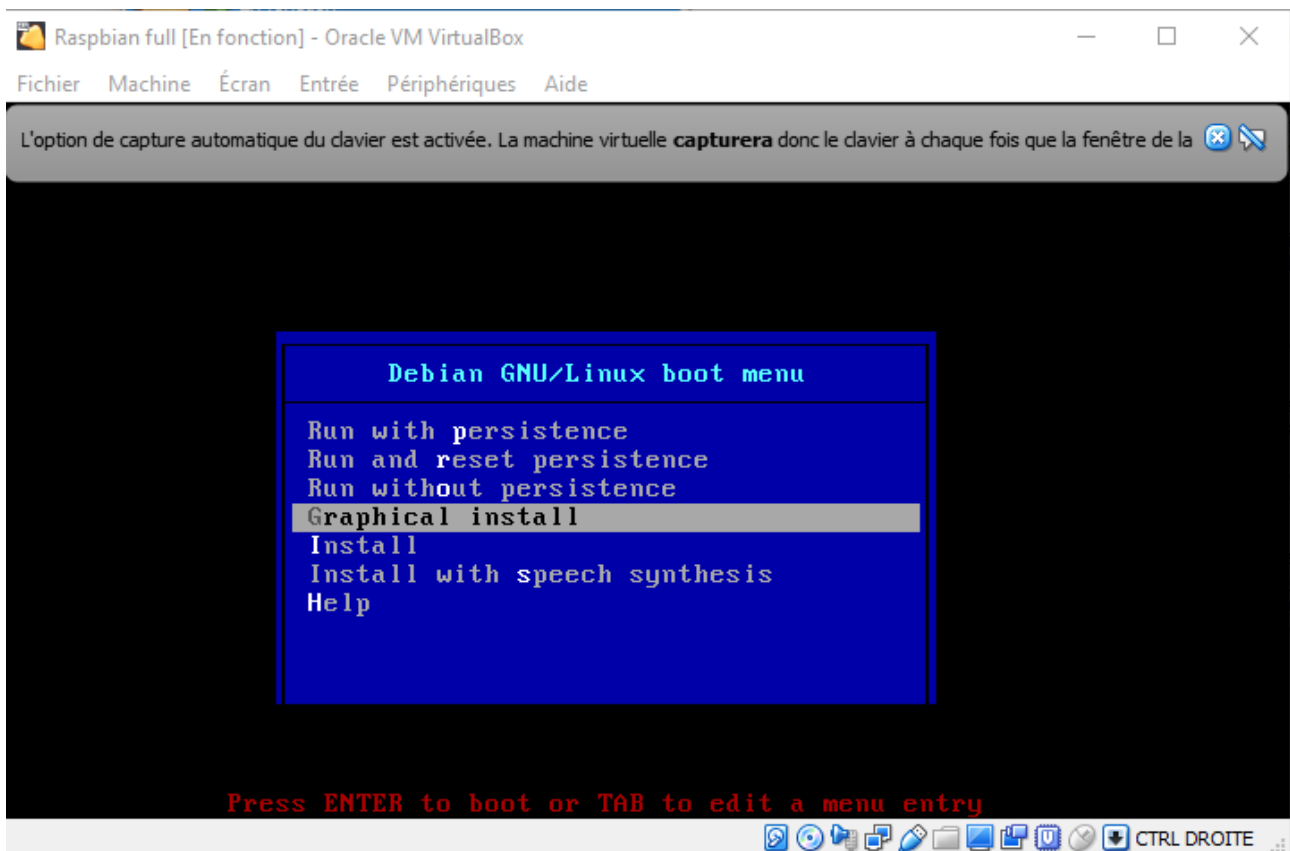 Raspbian full [En fonction] - Oracle VM VirtualBox
Fichier Machine Écran Entrée Périphériques Aide
L'option de capture automatique du clavier est activée. La machine virtuelle capturera donc le clavier à chaque fois que la fenêtre de la
Debian GNU/Linux boot menu
Run with persistence
Run and reset persistence
Run without persistence
Graphical install
Install
Install with speech synthesis
Help
Press ENTER to boot or TAB to edit a menu entry
CTRL DROITE